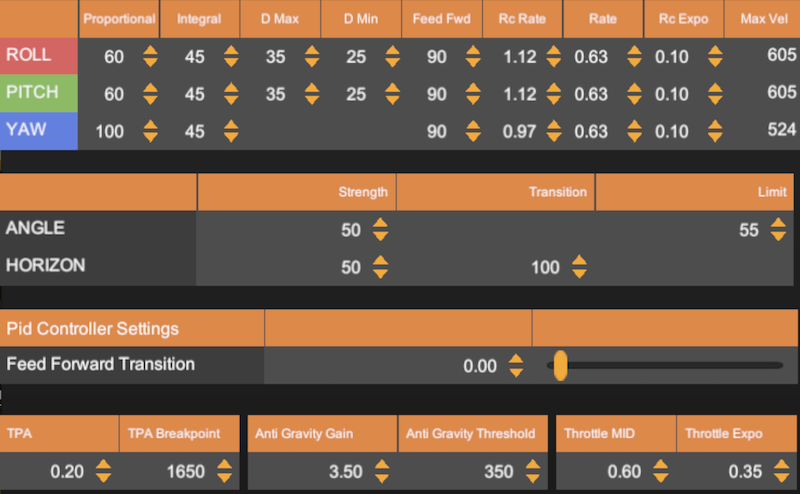 Proportional Integral D Max D Min Feed Fwd Rc Rate Rate Rc Expo Max Vel
ROLL 60 45 35 25 90 1.12 0.63 0.10 605
PITCH 60 45 35 25 90 1.12 0.63 0.10 605
YAW 100 45 90 0.97 0.63 0.10 524
Strength Transition Limit
ANGLE 50 55
HORIZON 50 100
Pid Controller Settings
Feed Forward Transition 0.00
TPA TPA Breakpoint Anti Gravity Gain Anti Gravity Threshold Throttle MID Throttle Expo
0.20 1650 3.50 350 0.60 0.35